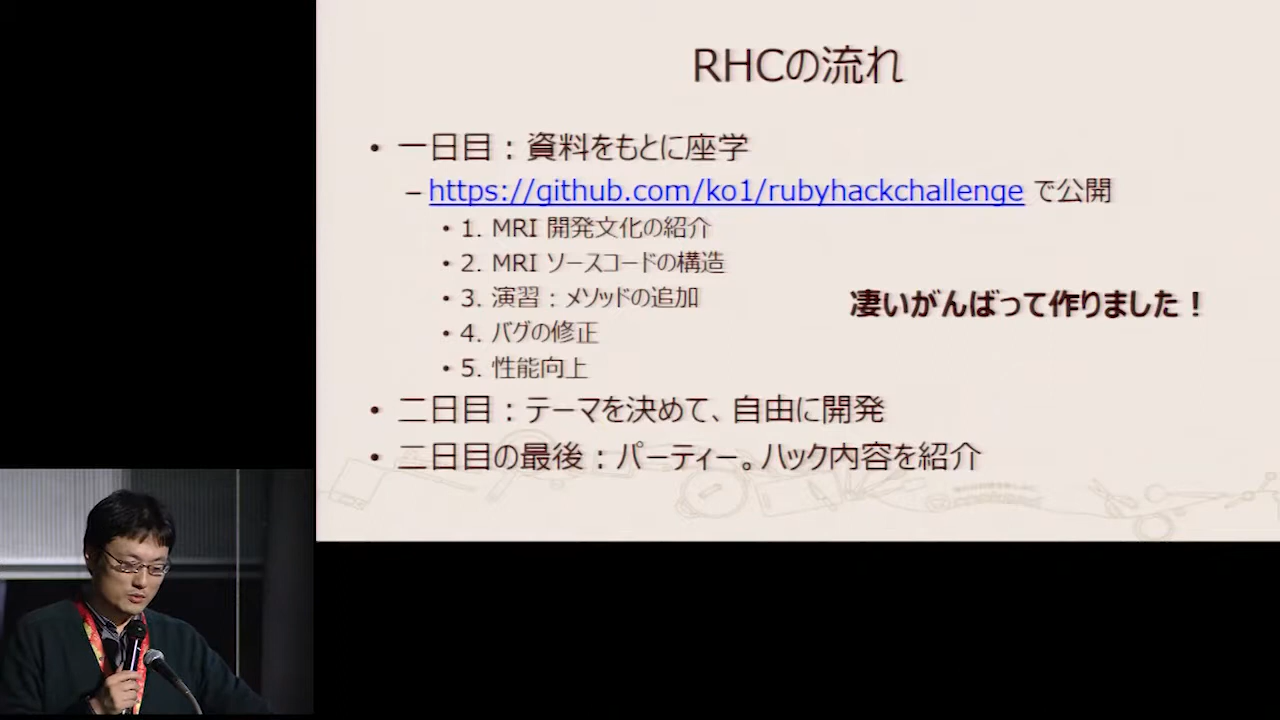 RHCの流れ
• 一日目：資料をもとに座学
– https://github.com/ko1/rubyhackchallenge で公開
• 1. MRI 開発文化の紹介
• 2. MRI ソースコードの構造
• 3. 演習：メソッドの追加
• 4. バグの修正
• 5. 性能向上
凄いがんばって作りました！
• 二日目：テーマを決めて、自由に開発
• 二日目の最後：パーティー。ハック内容を紹介